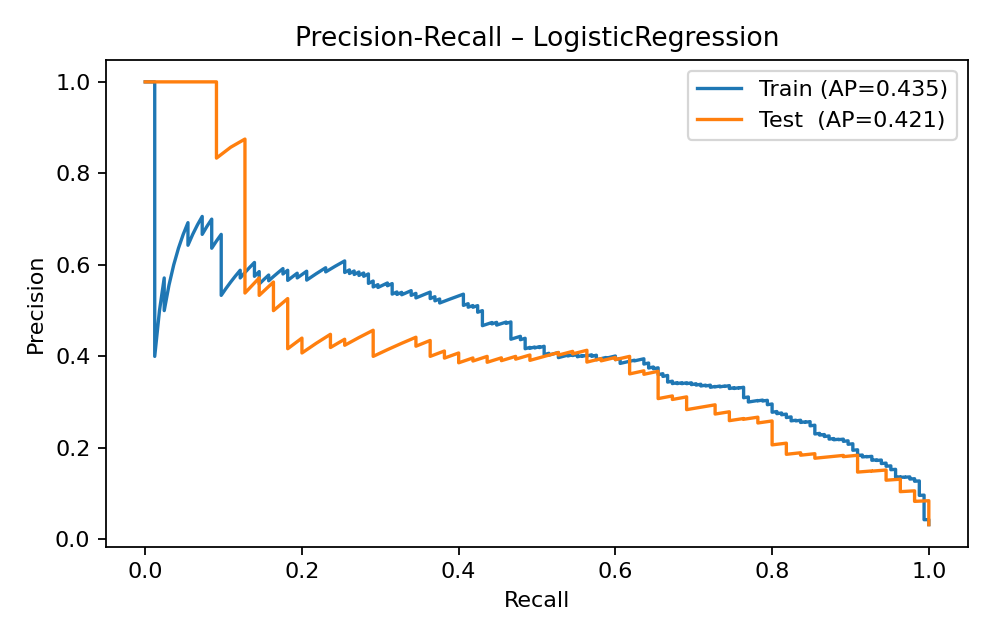 Precision-Recall – LogisticRegression
Train (AP=0.435)
Test (AP=0.421)
Precision
1.0
0.8
0.6
0.4
0.2
0.0
0.0 0.2 0.4 0.6 0.8 1.0
Recall